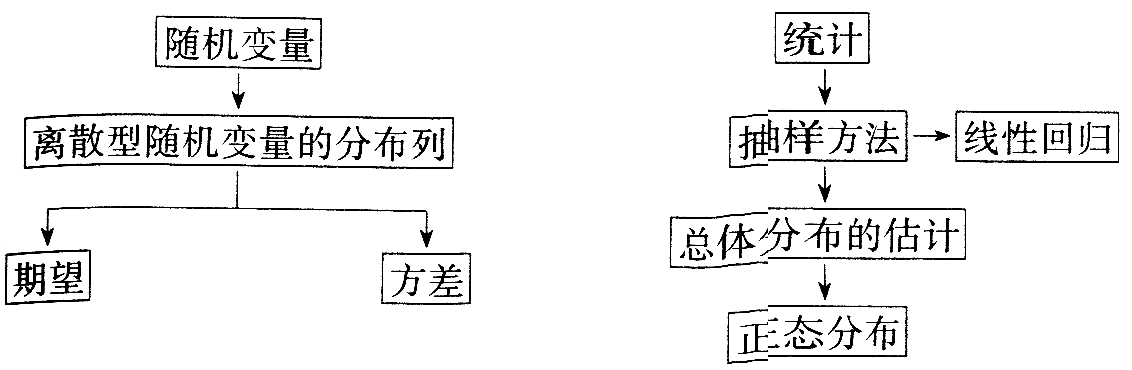 随机变量
离散型随机变量的分布列
期望
方差
统计
抽样方法
线性回归
总体分布的估计
正态分布